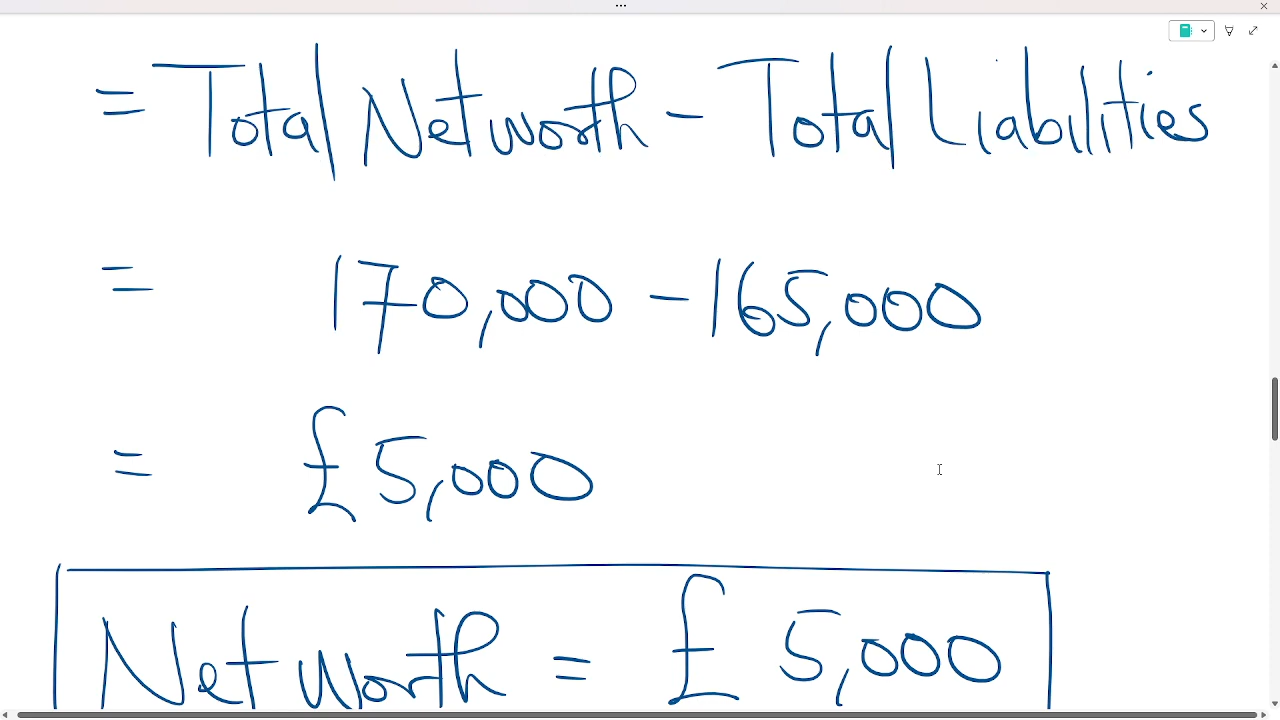 = Total Networth - Total Liabilities
= 170,000 - 165,000
= £5,000
Net Worth = £ 5,000